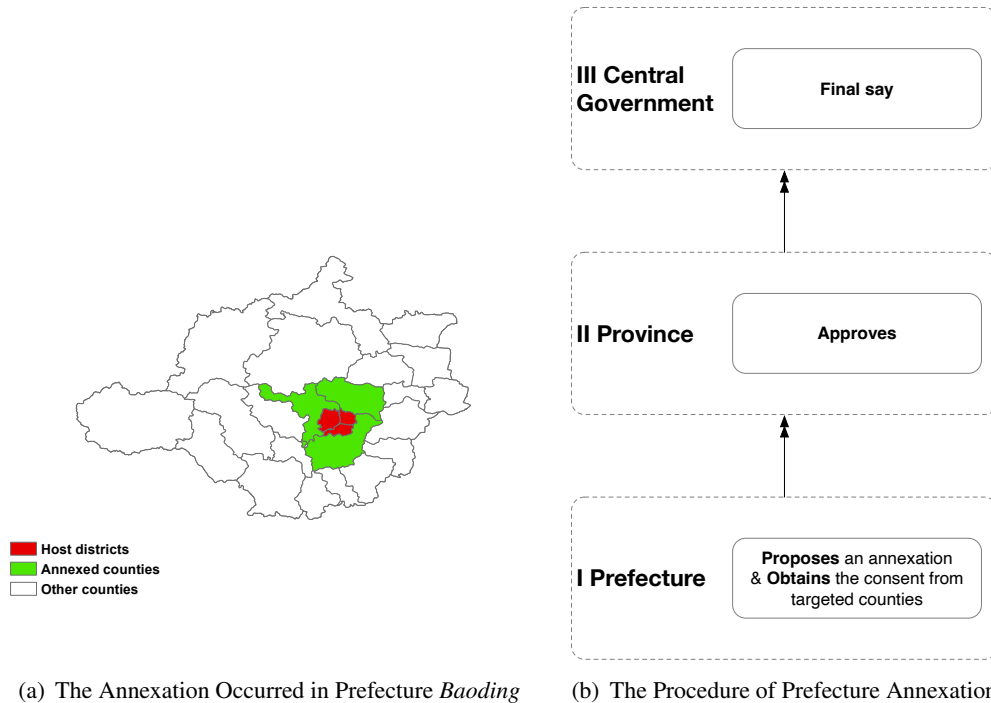 III Central
Government
Final say
II Province
Approves
I Prefecture
Proposes an annexation
& Obtains the consent from
targeted counties
Host districts
Annexed counties
Other counties
(a) The Annexation Occurred in Prefecture Baoding
(b) The Procedure of Prefecture Annexation